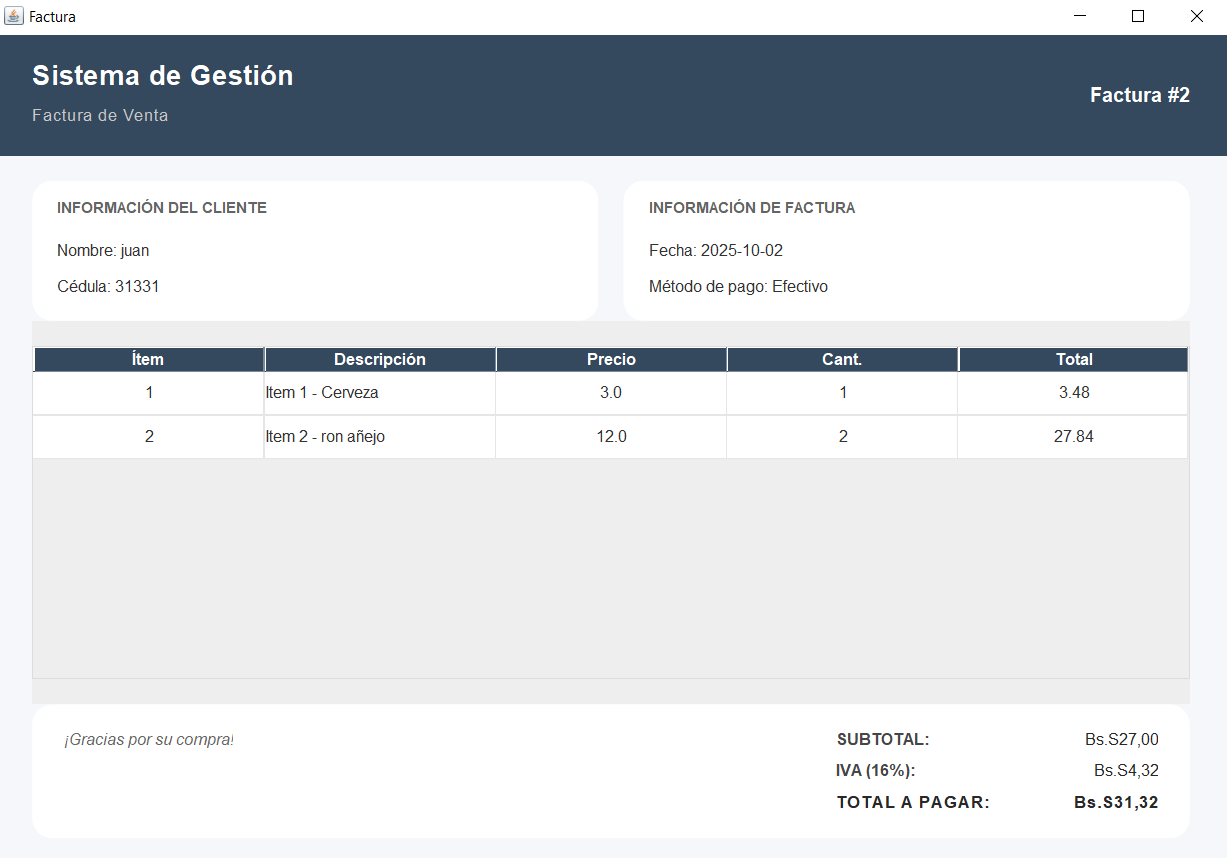 Factura
Sistema de Gestión
Factura de Venta
Factura #2
INFORMACIÓN DEL CLIENTE
Nombre: juan
Cédula: 31331
INFORMACIÓN DE FACTURA
Fecha: 2025-10-02
Método de pago: Efectivo
Ítem Descripción Precio Cant. Total
1 Item 1 - Cerveza 3.0 1 3.48
2 Item 2 - ron añejo 12.0 2 27.84
¡Gracias por su compra!
SUBTOTAL: Bs.S27,00
IVA (16%): Bs.S4,32
TOTAL A PAGAR: Bs.S31,32